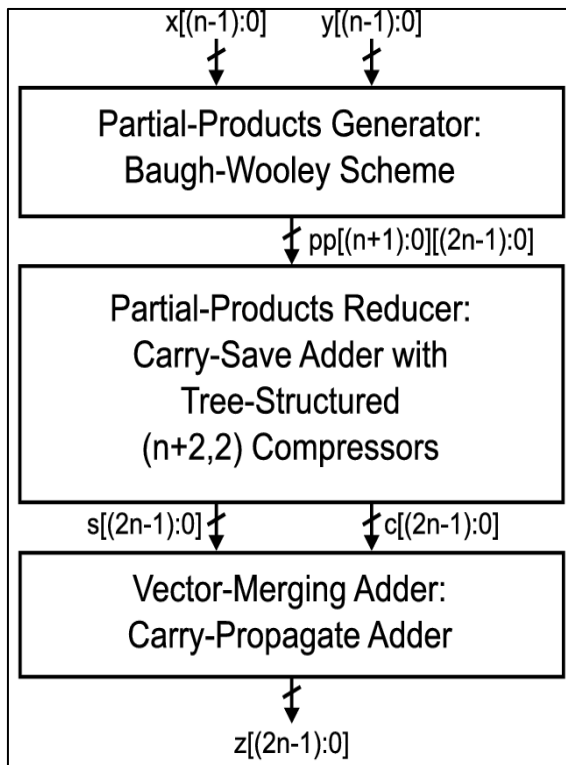 x[(n-1):0] y[(n-1):0]
Partial-Products Generator:
Baugh-Wooley Scheme
pp[(n+1):0][(2n-1):0]
Partial-Products Reducer:
Carry-Save Adder with
Tree-Structured
(n+2,2) Compressors
s[(2n-1):0] c[(2n-1):0]
Vector-Merging Adder:
Carry-Propagate Adder
z[(2n-1):0]